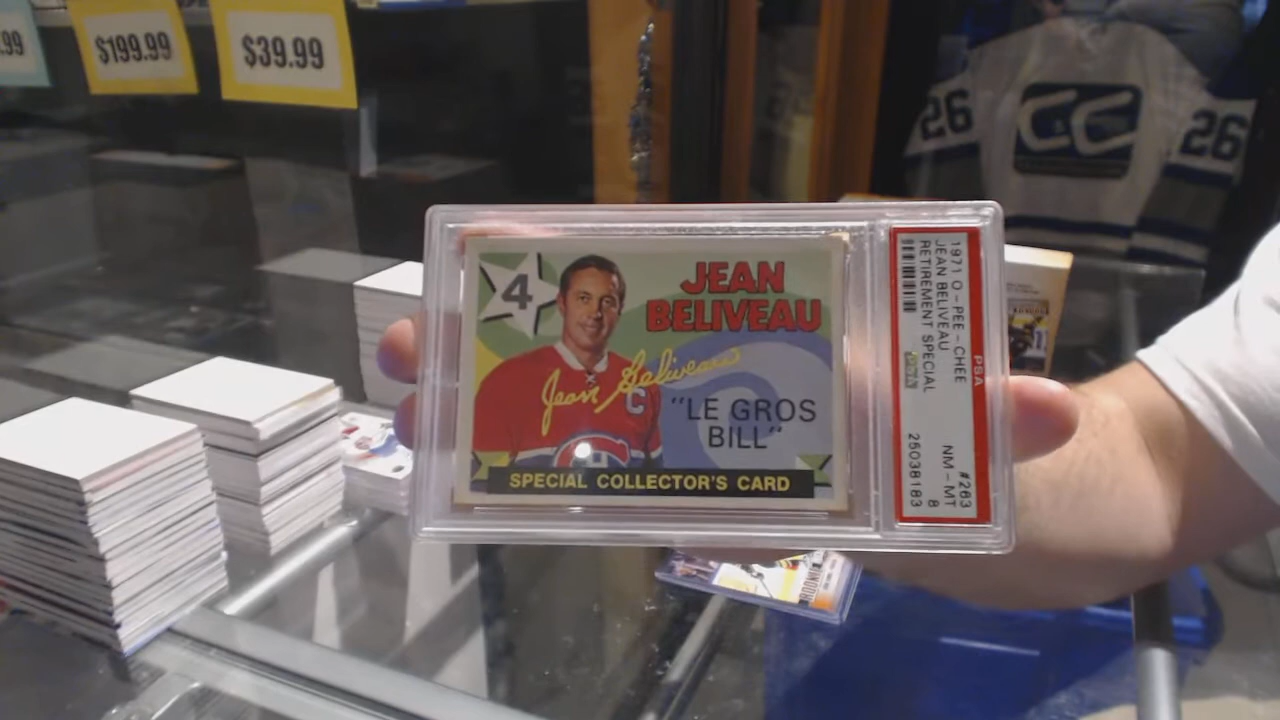 .99
$199.99
$39.99
26
CC
26
4
JEAN
BELIVEAU
Jean Beliveau
C
"LE GROS
BILL"
SPECIAL COLLECTOR'S CARD
PSA
1971 O-PEE-CHEE #263
JEAN BELIVEAU NM-MT
RETIREMENT SPECIAL 8
25038183